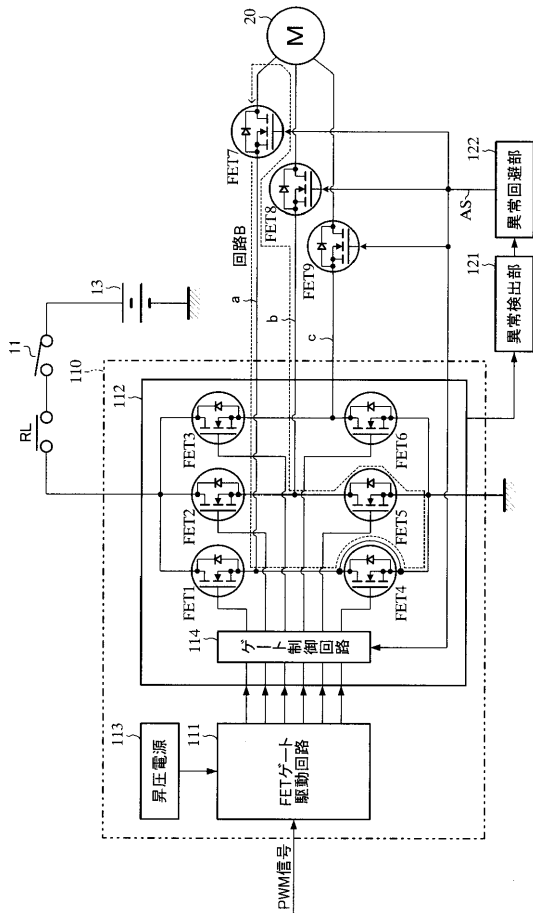 PWM信号
110
113
昇圧電源
111
FETゲート
駆動回路
112
114
ゲート制御回路
FET1
FET2
FET3
FET4
FET5
FET6
RL
11
13
回路B
a
b
c
FET7
FET8
FET9
20
M
AS
121
異常検出部
122
異常回避部